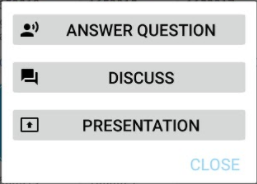 ANSWER QUESTION
DISCUSS
PRESENTATION
CLOSE